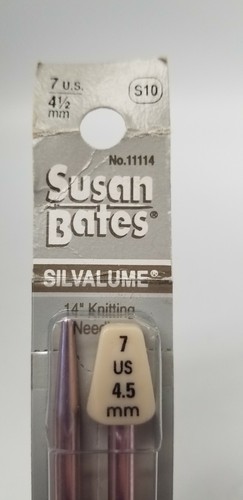 7 U.S.
4½
mm
S10
No.11114
Susan
Bates®
SILVALUME®
14" Knitting
7
US
4.5
mm